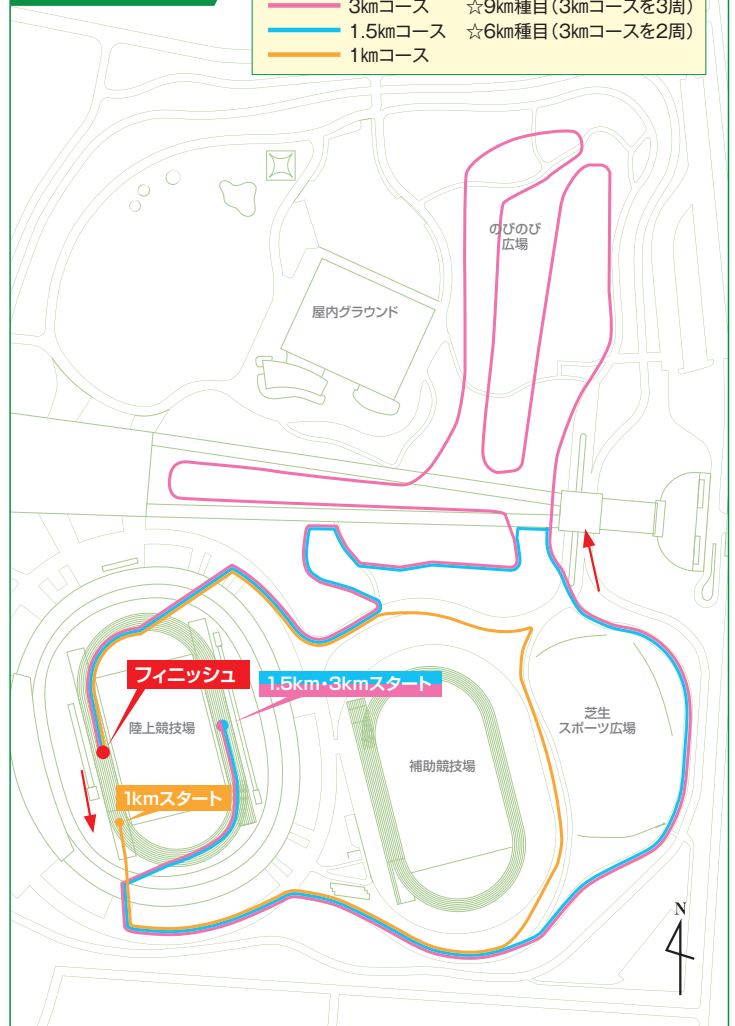 3kmコース ☆9km種目(3kmコースを3周)
1.5kmコース ☆6km種目(3kmコースを2周)
1kmコース
のびのび
広場
屋内グラウンド
フィニッシュ
1.5km・3kmスタート
陸上競技場
芝生
スポーツ広場
補助競技場
1kmスタート
N